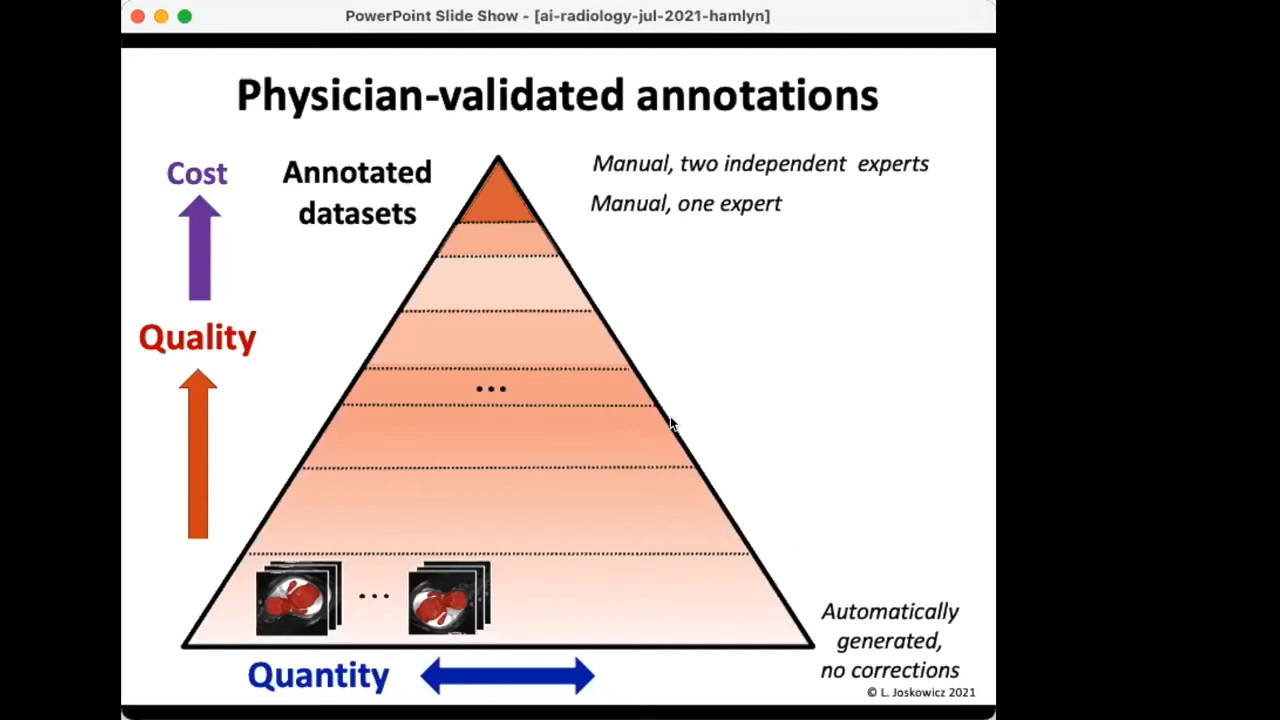 PowerPoint Slide Show - [ai-radiology-jul-2021-hamlyn]
Physician-validated annotations
Cost
Annotated
datasets
Manual, two independent experts
Manual, one expert
Quality
...
...
Automatically
generated,
no corrections
Quantity
© L. Joskowicz 2021